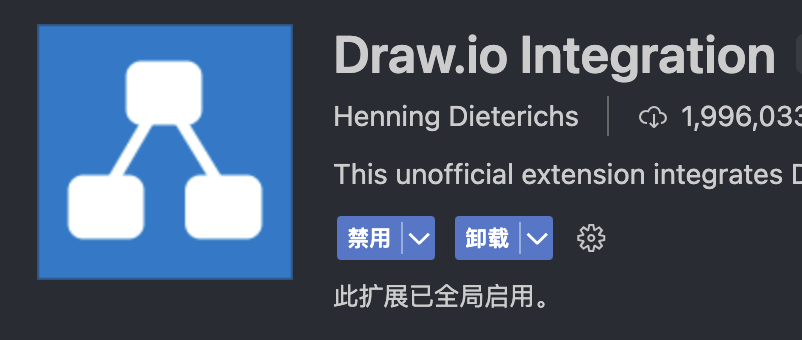 Draw.io Integration
Henning Dieterichs 1,996,033
This unofficial extension integrates
禁用 卸载
此扩展已全局启用。